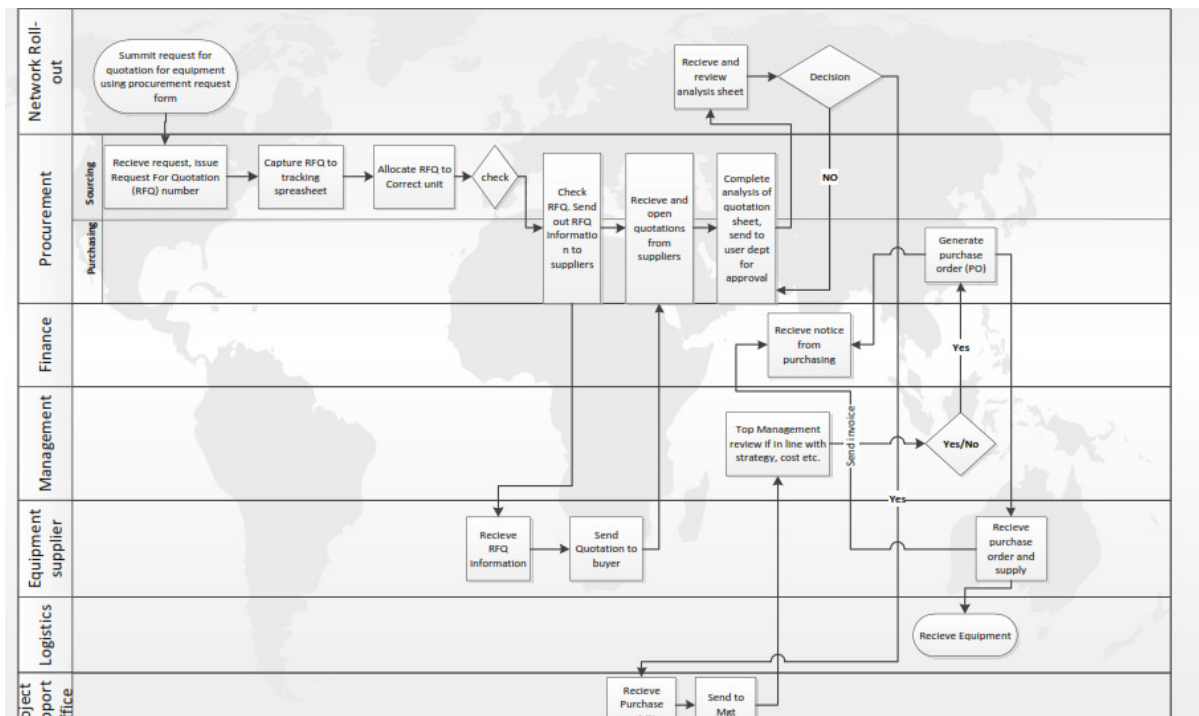 Network Roll-
out
Summit request for
quotation for equipment
using procurement request
form
Recieve and
review
analysis sheet
Decision
Procurement
Sourcing
Purchasing
Recieve request, issue
Request For Quotation
(RFQ) number
Capture RFQ to
tracking
spreasheet
Allocate RFQ to
Correct unit
check
Check
RFQ. Send
out RFQ
informatio
n to
suppliers
Recieve and
open
quotations
from
suppliers
Complete
analysis of
quotation
sheet,
send to
user dept
for
approval
NO
Generate
purchase
order (PO)
Finance
Recieve notice
from
purchasing
Yes
Management
Top Management
review if in line with
strategy, cost etc.
Send invoice
Yes/No
Yes
Equipment
supplier
Recieve
RFQ
information
Send
Quotation to
buyer
Recieve
purchase
order and
supply
Logistics
Recieve Equipment
Recieve
Purchase
Send to
Mgt